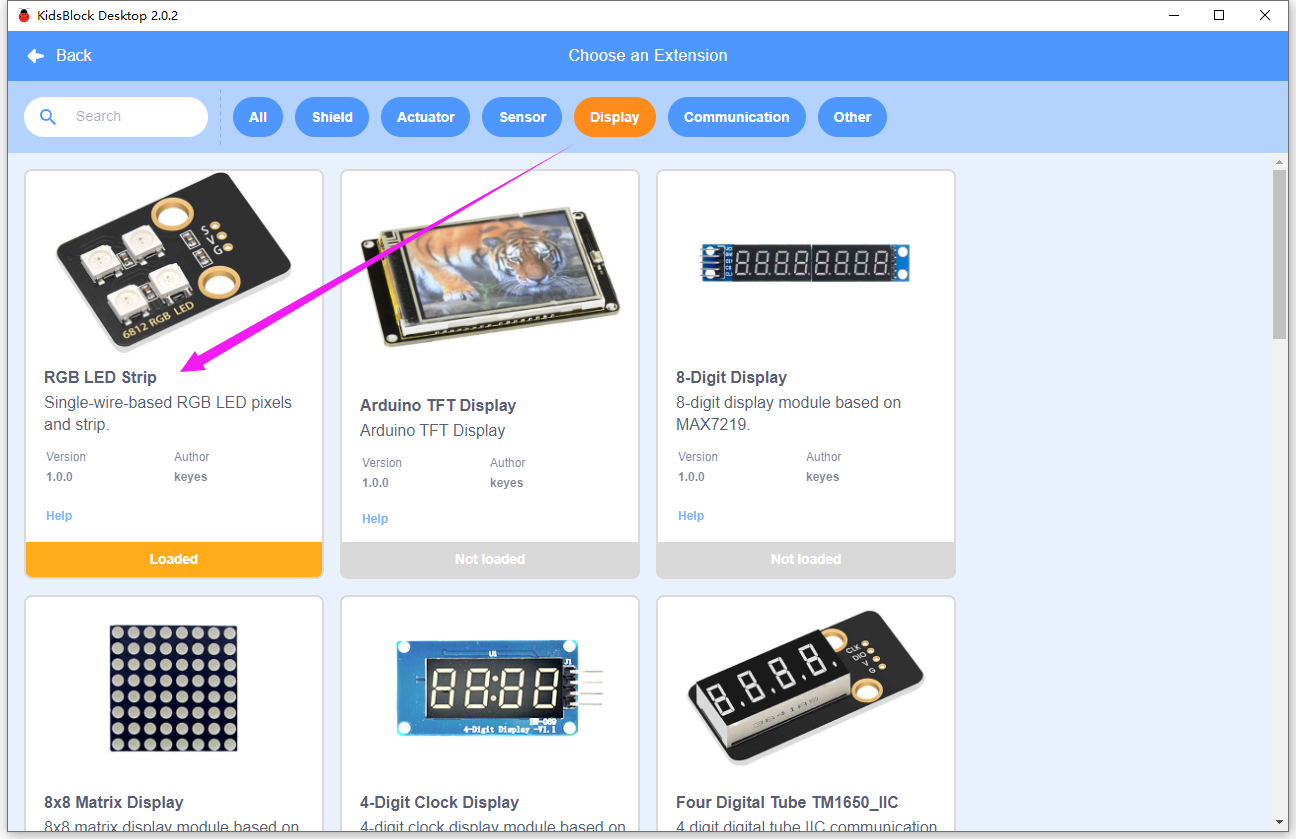 KidsBlock Desktop 2.0.2
Back
Choose an Extension
Search
All
Shield
Actuator
Sensor
Display
Communication
Other
S
V
G
6812 RGB LED
RGB LED Strip
Single-wire-based RGB LED pixels
and strip.
Version
Author
1.0.0
keyes
Help
Loaded
Arduino TFT Display
Arduino TFT Display
Version
Author
1.0.0
keyes
Help
Not loaded
8-Digit Display
8-digit display module based on
MAX7219.
Version
Author
1.0.0
keyes
Help
Not loaded
8x8 Matrix Display
8x8 matrix display module based on
U1
J1
4-Digit Display -V1.1
4-Digit Clock Display
4-digit clock display module based on
CLK
DIO
V
G
Four Digital Tube TM1650_IIC
4 digit digital tube IIC communication